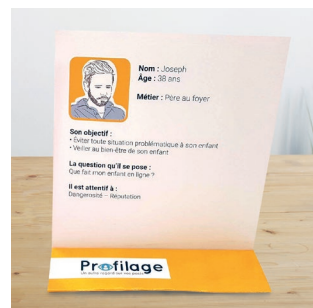 Nom : Joseph
Âge : 38 ans
Métier : Père au foyer
Son objectif :
• Éviter toute situation problématique à son enfant
• Veiller au bien-être de son enfant
La question qu'il se pose :
Que fait mon enfant en ligne ?
Il est attentif à :
Dangerosité – Réputation
Profilage